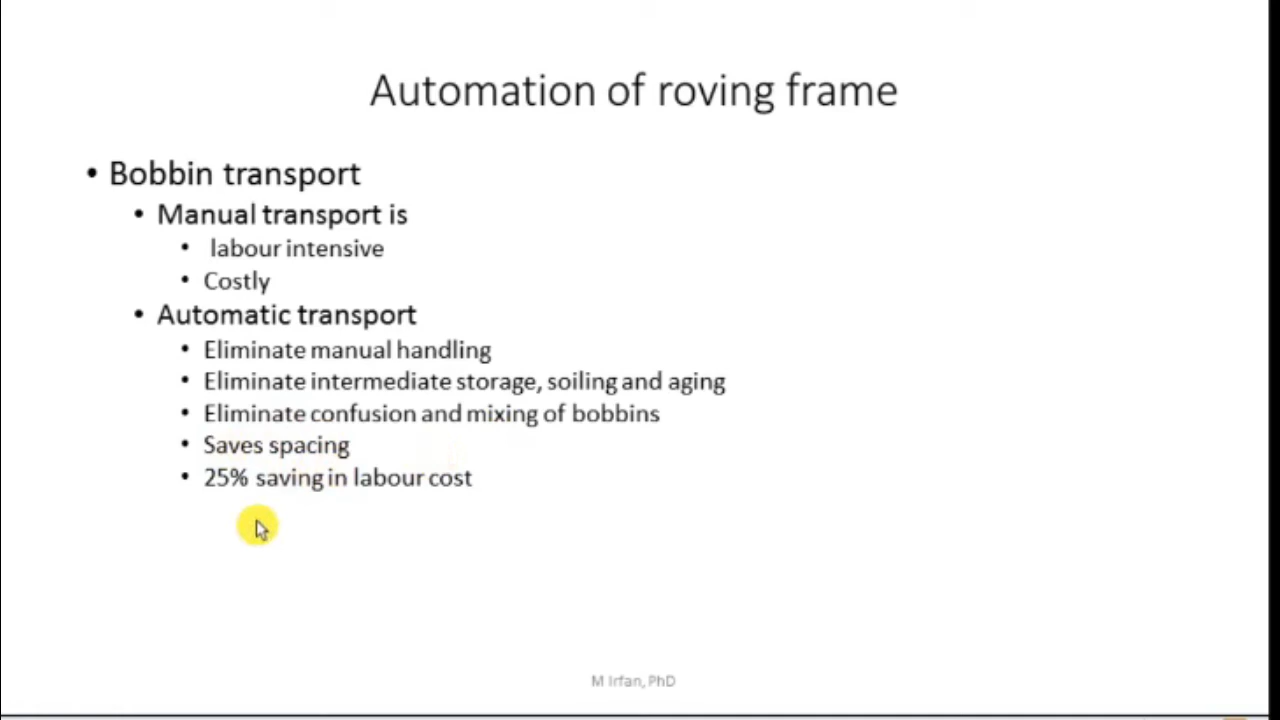 Automation of roving frame
• Bobbin transport
• Manual transport is
• labour intensive
• Costly
• Automatic transport
• Eliminate manual handling
• Eliminate intermediate storage, soiling and aging
• Eliminate confusion and mixing of bobbins
• Saves spacing
• 25% saving in labour cost
M Irfan, PhD